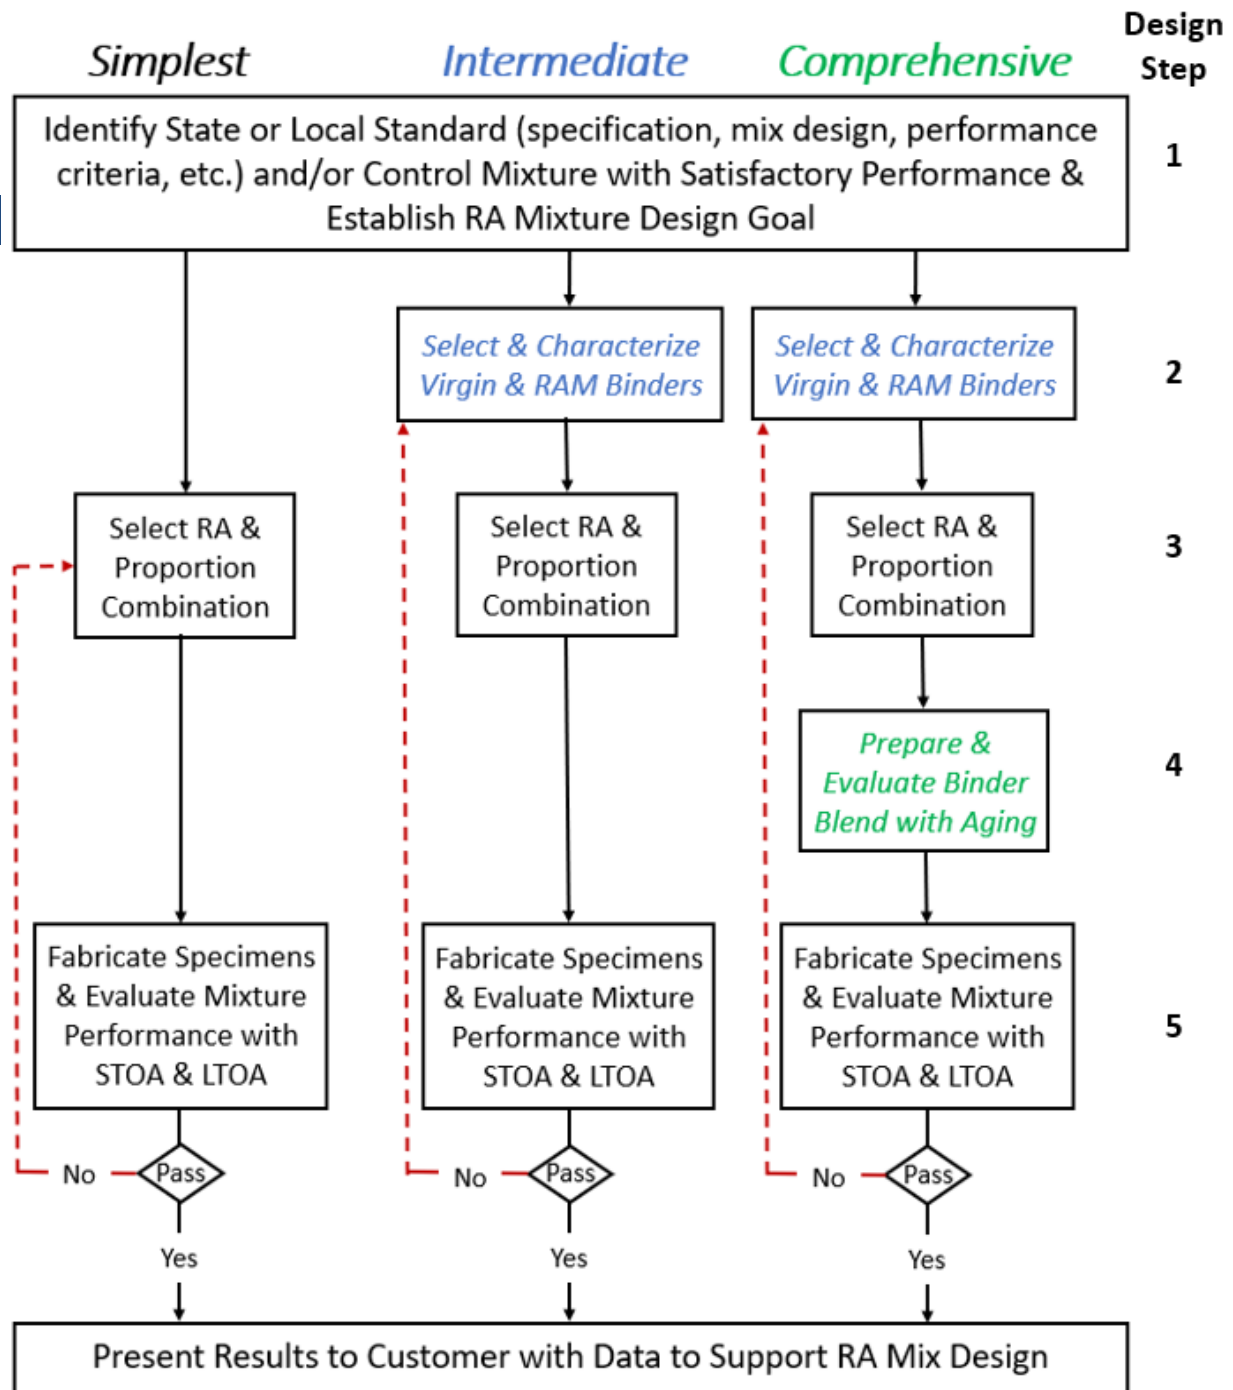 Simplest
Intermediate
Comprehensive
Design
Step
Identify State or Local Standard (specification, mix design, performance
criteria, etc.) and/or Control Mixture with Satisfactory Performance &
Establish RA Mixture Design Goal
1
Select & Characterize
Virgin & RAM Binders
Select & Characterize
Virgin & RAM Binders
2
Select RA &
Proportion
Combination
Select RA &
Proportion
Combination
Select RA &
Proportion
Combination
3
Prepare &
Evaluate Binder
Blend with Aging
4
Fabricate Specimens
& Evaluate Mixture
Performance with
STOA & LTOA
Fabricate Specimens
& Evaluate Mixture
Performance with
STOA & LTOA
Fabricate Specimens
& Evaluate Mixture
Performance with
STOA & LTOA
5
No
Pass
No
Pass
No
Pass
Yes
Yes
Yes
Present Results to Customer with Data to Support RA Mix Design